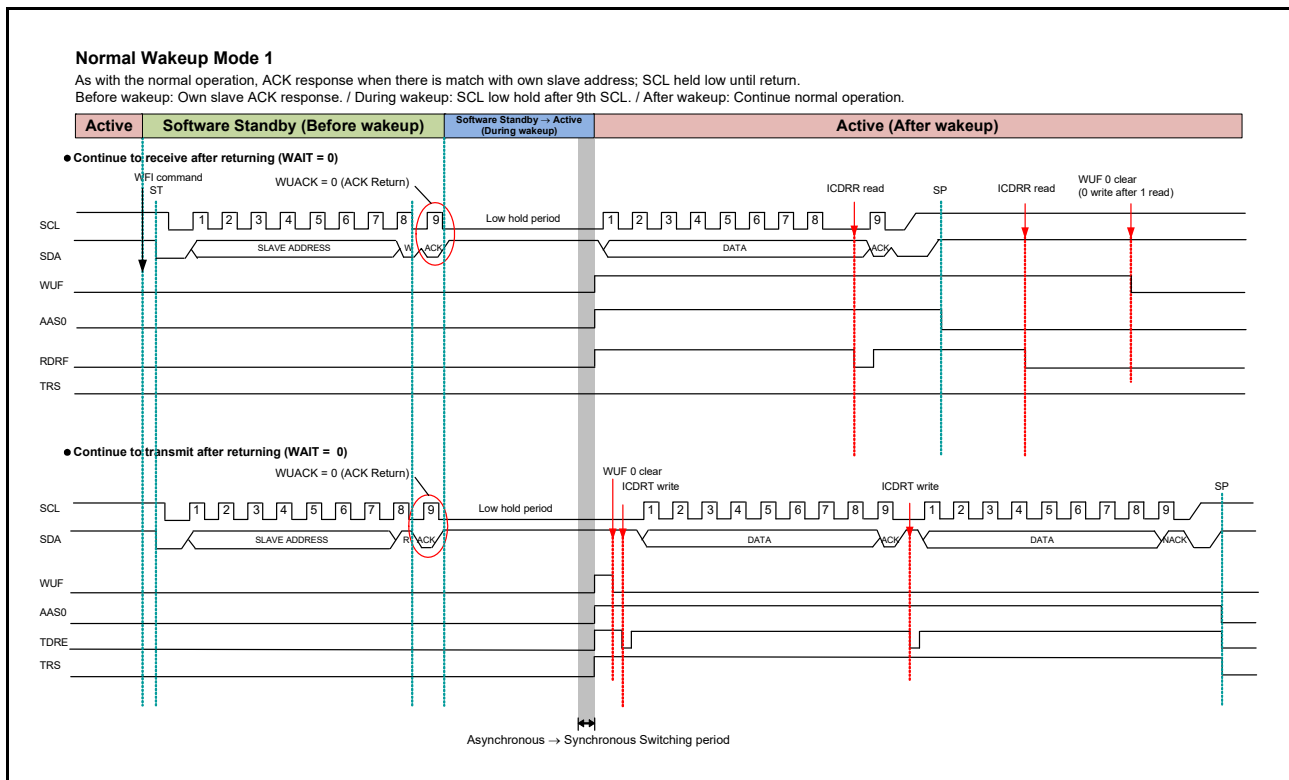 Normal Wakeup Mode 1
As with the normal operation, ACK response when there is match with own slave address; SCL held low until return.
Before wakeup: Own slave ACK response. / During wakeup: SCL low hold after 9th SCL. / After wakeup: Continue normal operation.
Active
Software Standby (Before wakeup)
Software Standby → Active
(During wakeup)
Active (After wakeup)
● Continue to receive after returning (WAIT = 0)
WFI command
ST
WUACK = 0 (ACK Return)
ICDRR read
SP
ICDRR read
WUF 0 clear
(0 write after 1 read)
SCL
1 2 3 4 5 6 7 8 9
Low hold period
1 2 3 4 5 6 7 8 9
SDA
SLAVE ADDRESS
W
ACK
DATA
ACK
WUF
AAS0
RDRF
TRS
● Continue to transmit after returning (WAIT = 0)
WUACK = 0 (ACK Return)
WUF 0 clear
ICDRT write
ICDRT write
SP
SCL
1 2 3 4 5 6 7 8 9
Low hold period
1 2 3 4 5 6 7 8 9
1 2 3 4 5 6 7 8 9
SDA
SLAVE ADDRESS
R
ACK
DATA
ACK
DATA
NACK
WUF
AAS0
TDRE
TRS
Asynchronous → Synchronous Switching period